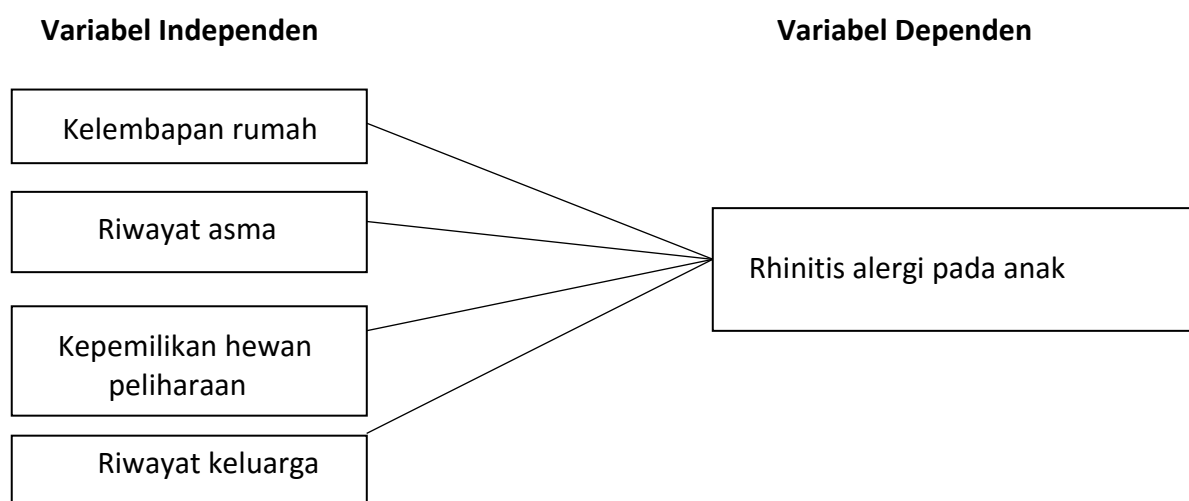 Variabel Independen
Variabel Dependen
Kelembapan rumah
Riwayat asma
Kepemilikan hewan
peliharaan
Riwayat keluarga
Rhinitis alergi pada anak